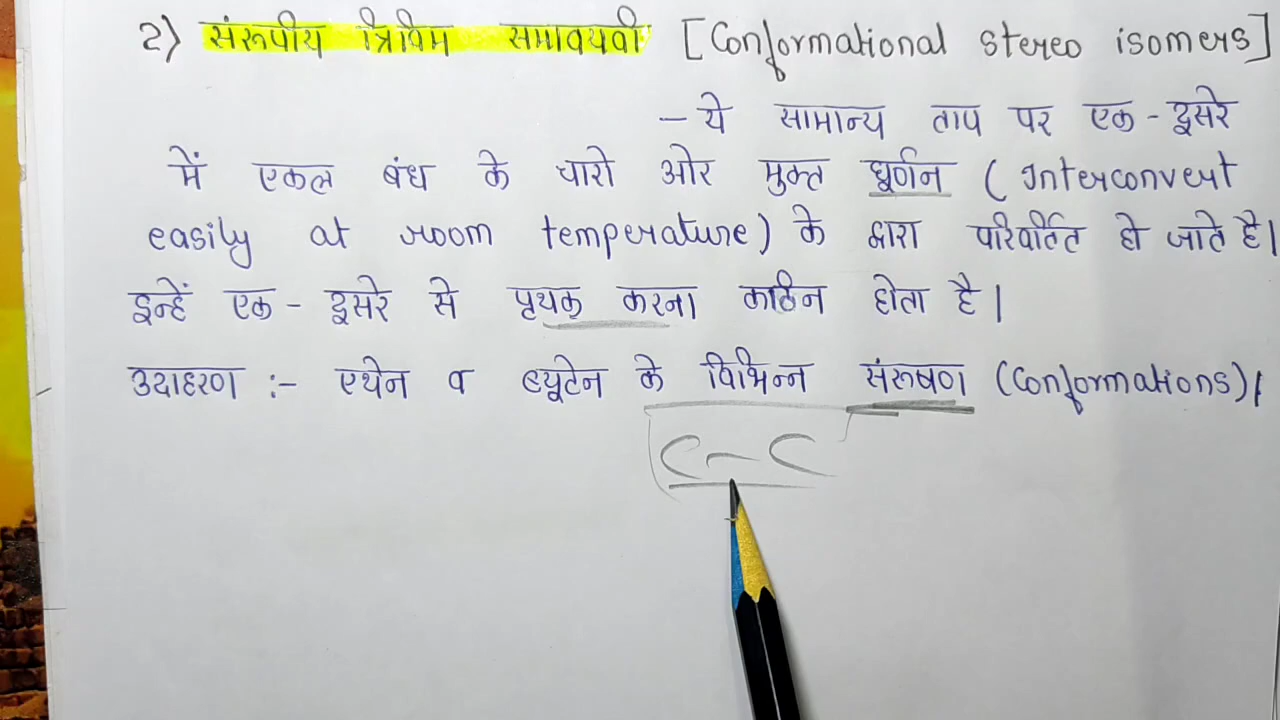 2) संरूपीय त्रिविम समावयवी [Conformational stereo isomers]
– ये सामान्य ताप पर एक-दूसरे
में एकल बंध के चारो ओर मुक्त घूर्णन (Interconvert
easily at room temperature) के द्वारा परिवर्तित हो जाते है।
इन्हें एक-दूसरे से पृथक करना कठिन होता है।
उदाहरण :- एथेन व ब्यूटेन के विभिन्न संरूपण (Conformations)।
C-C